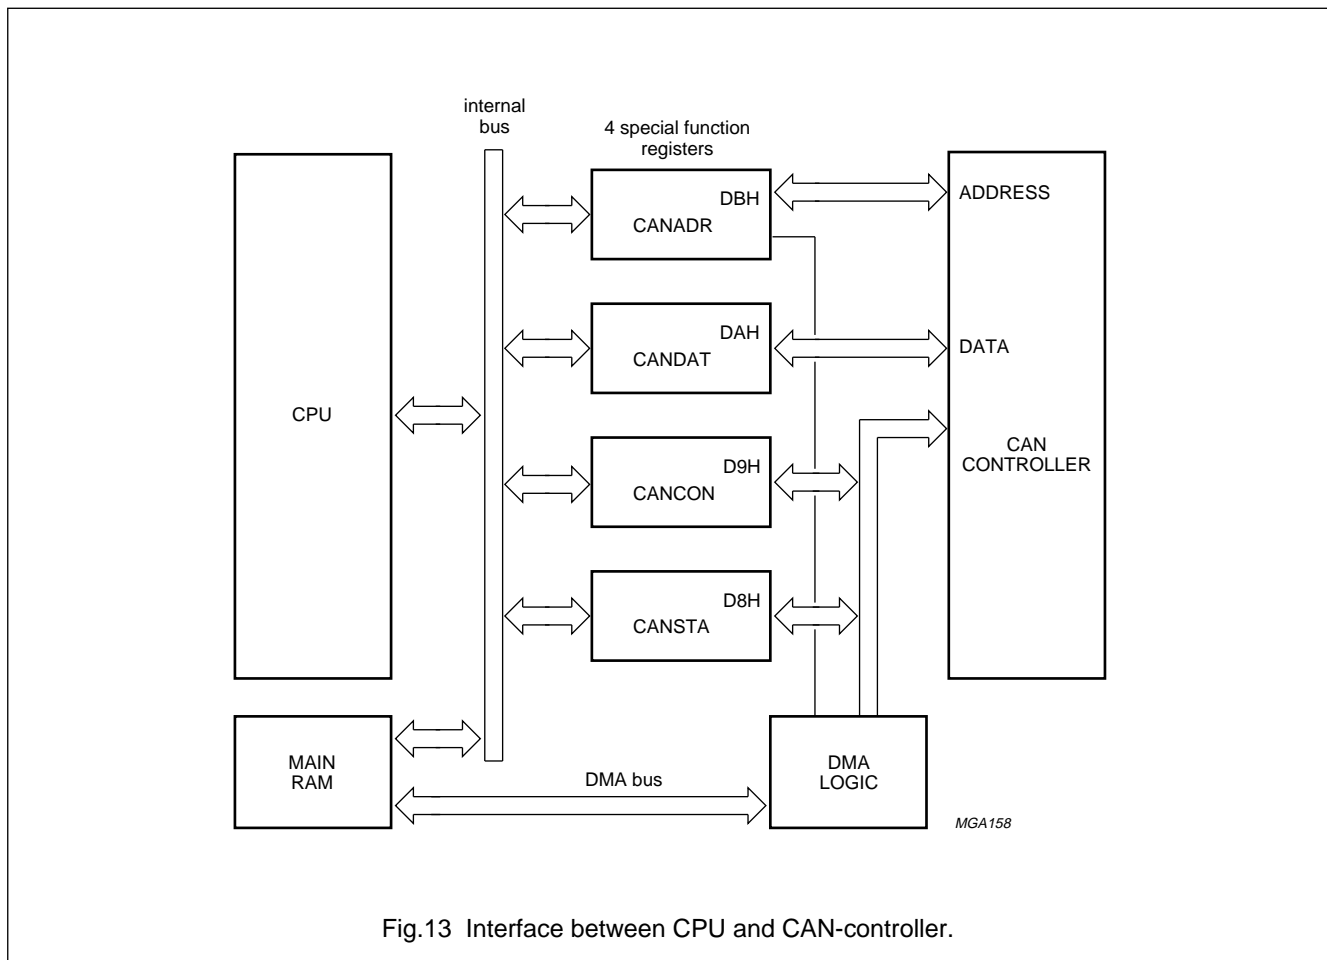 internal
bus
4 special function
registers
DBH
CANADR
ADDRESS
DAH
CANDAT
DATA
CPU
D9H
CANCON
CAN
CONTROLLER
D8H
CANSTA
MAIN
RAM
DMA bus
DMA
LOGIC
MGA158
Fig.13 Interface between CPU and CAN-controller.